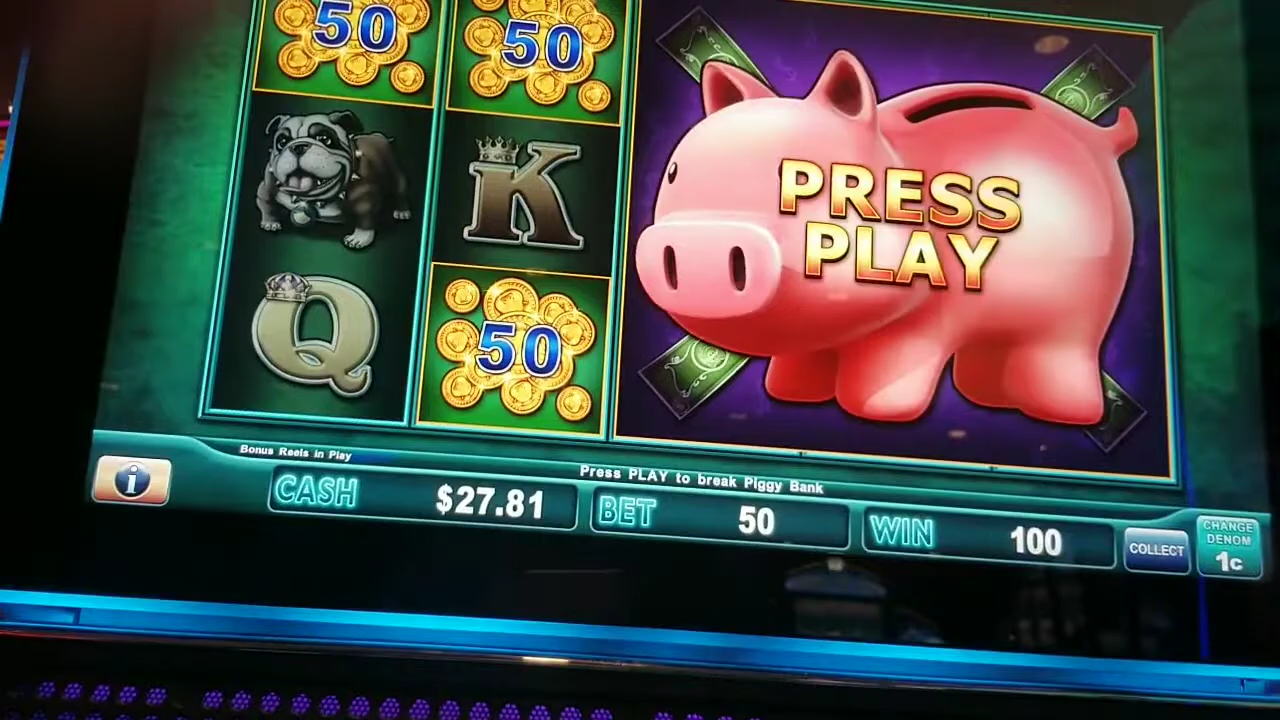 50
50
PRESS
PLAY
K
Q
50
Bonus Reels in Play
Press PLAY to break Piggy Bank
i
CASH $27.81
BET 50
WIN 100
COLLECT
CHANGE
DENOM
1c